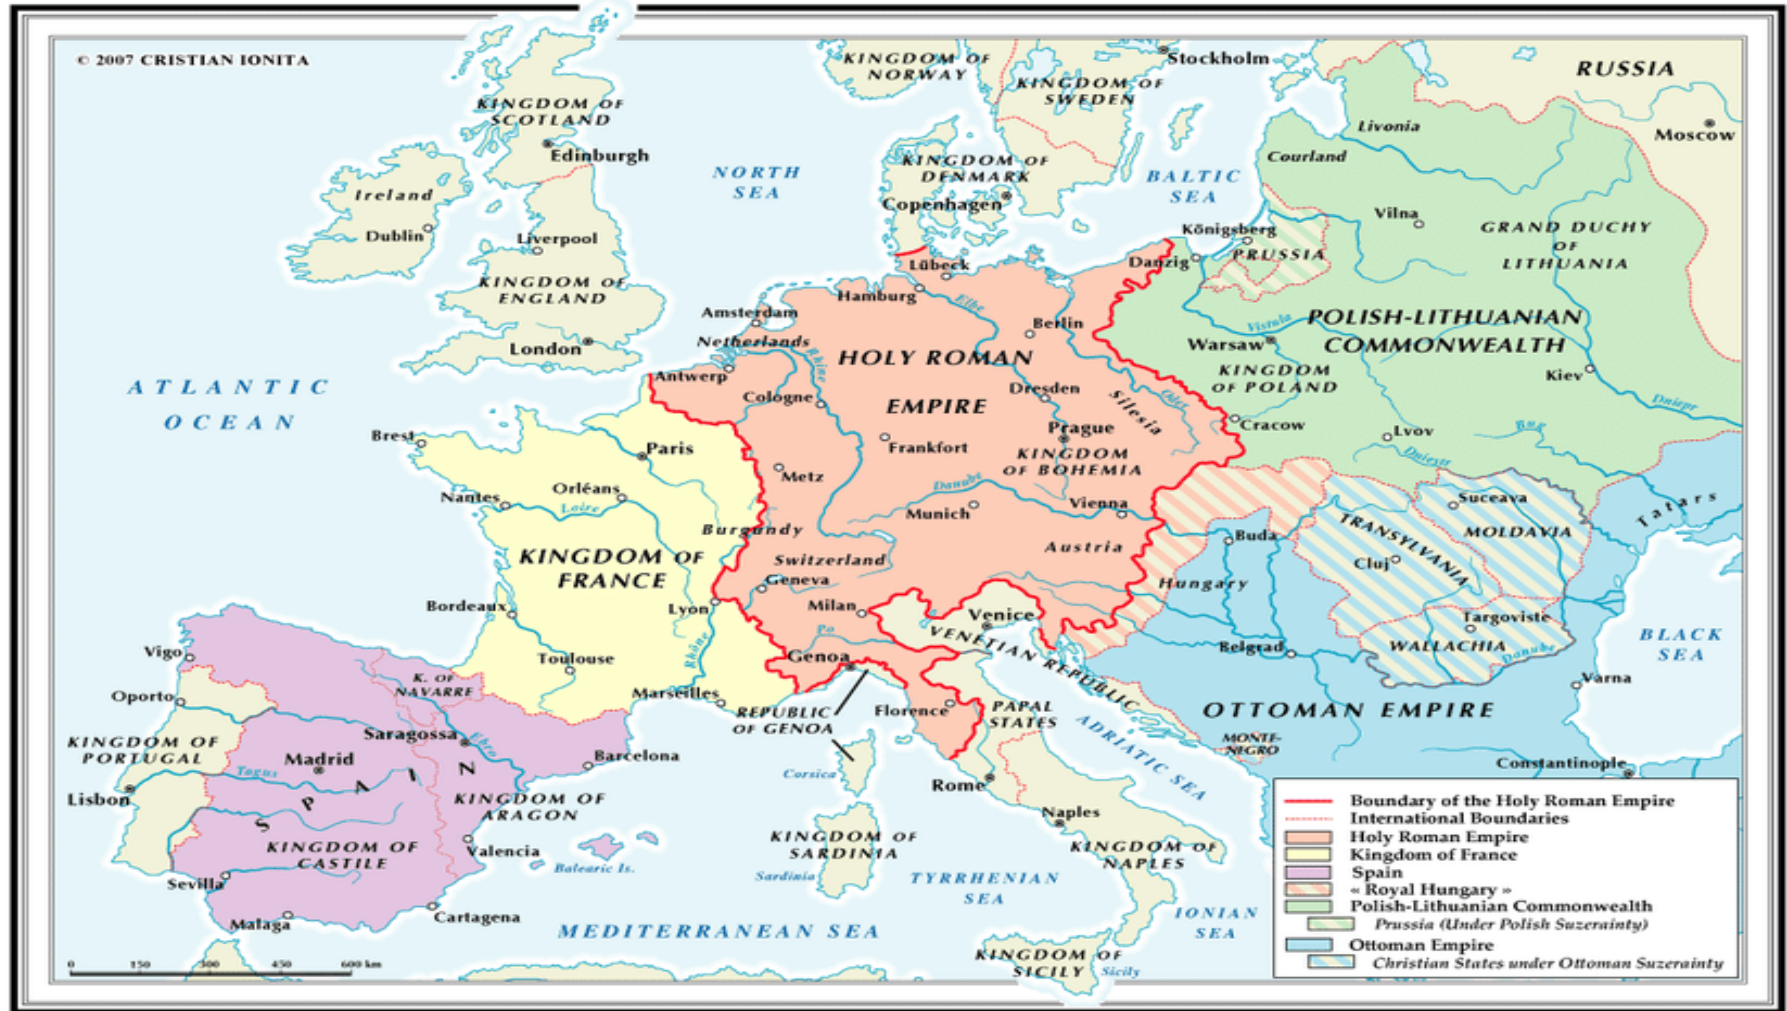 © 2007 CRISTIAN IONITA
KINGDOM OF
NORWAY
Stockholm
KINGDOM OF
SWEDEN
RUSSIA
Moscow
KINGDOM OF
SCOTLAND
Edinburgh
Livonia
Courland
Ireland
Dublin
NORTH
SEA
KINGDOM OF
DENMARK
Copenhagen
BALTIC
SEA
Vilna
GRAND DUCHY
OF
LITHUANIA
Liverpool
KINGDOM OF
ENGLAND
London
Königsberg
PRUSSIA
Danzig
Lübeck
Hamburg
Elbe
Amsterdam
Netherlands
Rhine
Berlin
Vistula
POLISH-LITHUANIAN
COMMONWEALTH
Warsaw
KINGDOM
OF POLAND
Kiev
Dniepr
ATLANTIC
OCEAN
HOLY ROMAN
EMPIRE
Antwerp
Cologne
Dresden
Silesia
Oder
Cracow
Lvov
Bug
Dniestr
Brest
Paris
Frankfort
Prague
KINGDOM
OF BOHEMIA
Metz
Nantes
Orléans
Loire
Danube
Munich
Vienna
Suceava
Tatars
Burgundy
KINGDOM OF
FRANCE
Switzerland
Geneva
Austria
Buda
TRANSYLVANIA
Cluj
MOLDAVIA
Hungary
Bordeaux
Lyon
Milan
Po
Venice
VENETIAN REPUBLIC
Targoviste
WALLACHIA
Danube
BLACK
SEA
Vigo
Toulouse
Rhône
Genoa
Belgrad
Varna
K. OF
NAVARRE
Oporto
Marseilles
REPUBLIC
OF GENOA
Florence
PAPAL
STATES
OTTOMAN EMPIRE
KINGDOM OF
PORTUGAL
Saragossa
Ebro
Madrid
Tagus
Barcelona
Corsica
ADRIATIC SEA
MONTE-
NEGRO
Constantinople
Lisbon
SPAIN
KINGDOM OF
ARAGON
Rome
Naples
KINGDOM OF
CASTILE
Valencia
Balearic Is.
KINGDOM OF
SARDINIA
Sardinia
KINGDOM OF
NAPLES
Sevilla
TYRRHENIAN
SEA
Malaga
Cartagena
MEDITERRANEAN SEA
IONIAN
SEA
KINGDOM OF
SICILY
Sicily
0 150 300 450 600 km
Boundary of the Holy Roman Empire
International Boundaries
Holy Roman Empire
Kingdom of France
Spain
« Royal Hungary »
Polish-Lithuanian Commonwealth
Prussia (Under Polish Suzerainty)
Ottoman Empire
Christian States under Ottoman Suzerainty